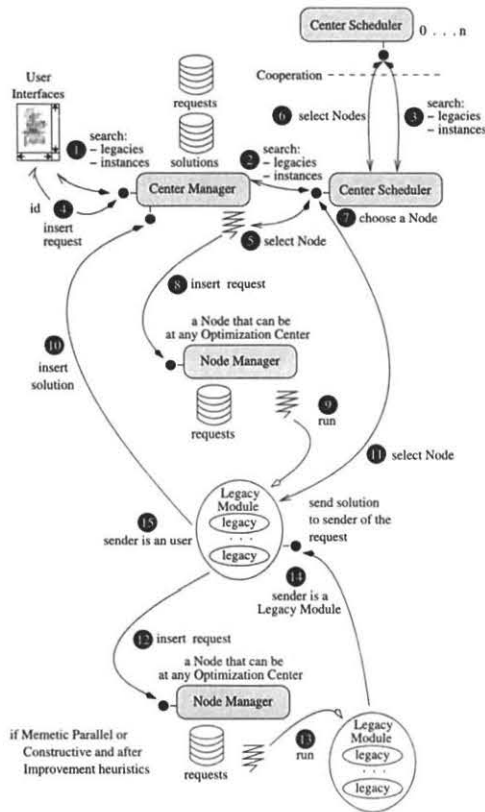 Center Scheduler
0 . . . n
Cooperation
User
Interfaces
requests
6 select Nodes
3 search:
– legacies
– instances
1 search:
– legacies
– instances
solutions
2 search:
– legacies
– instances
Center Manager
Center Scheduler
id 4
insert
request
5 select Node
7 choose a Node
8 insert request
a Node that can be
at any Optimization Center
10
insert
solution
Node Manager
requests
9
run
11 select Node
Legacy
Module
legacy
. . .
legacy
send solution
to sender of the
request
15
sender is an user
14
sender is a
Legacy Module
12 insert request
a Node that can be
at any Optimization Center
Node Manager
if Memetic Parallel or
Constructive and after
Improvement heuristics
requests
13
run
Legacy
Module
legacy
. . .
legacy